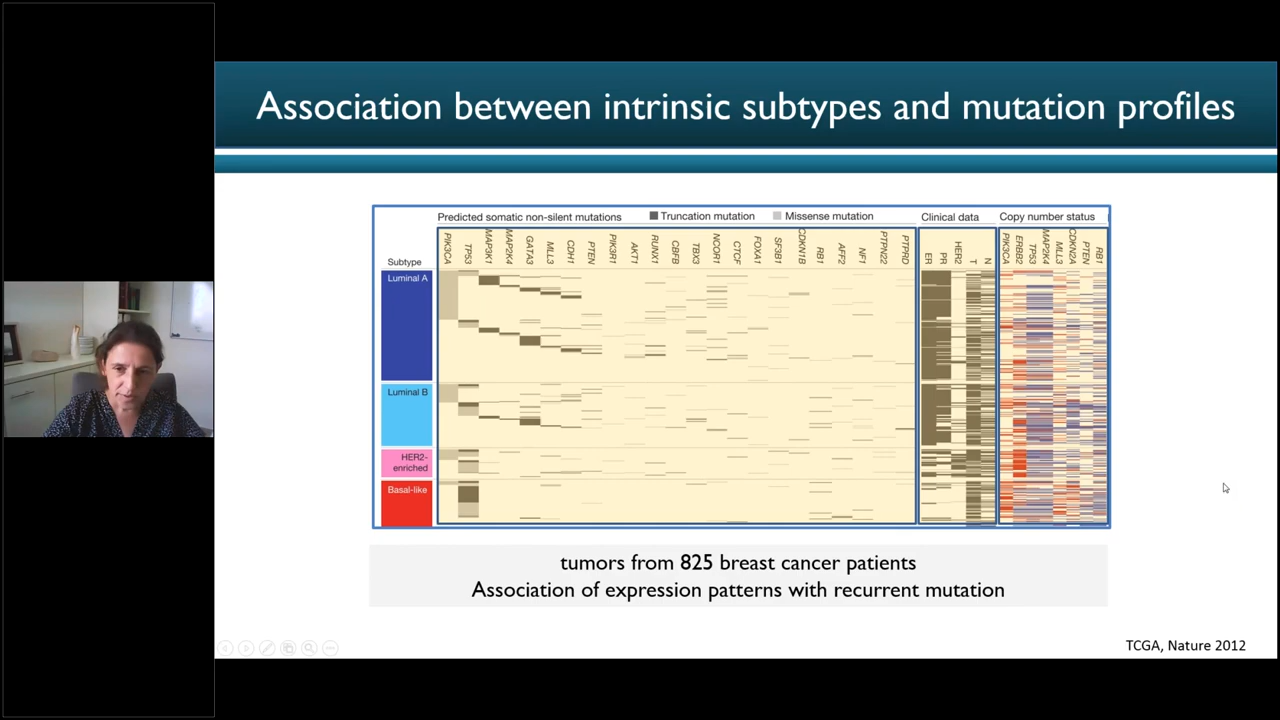 Association between intrinsic subtypes and mutation profiles
Predicted somatic non-silent mutations Truncation mutation Missense mutation Clinical data Copy number status
Subtype PIK3CA TP53 MAP3K1 MAP2K4 GATA3 MLL3 CDH1 PTEN PIK3R1 AKT1 RUNX1 CBFB TBX3 NCOR1 CTCF FOXA1 SF3B1 CDKN1B RB1 AFF2 NF1 PTPN22 PTPRD ER PR HER2 T N PIK3CA ERBB2 TP53 MAP2K4 MLL3 CDKN2A PTEN RB1
Luminal A
Luminal B
HER2-
enriched
Basal-like
tumors from 825 breast cancer patients
Association of expression patterns with recurrent mutation
TCGA, Nature 2012